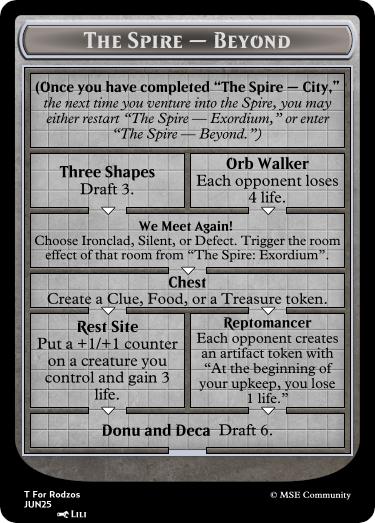 The Spire — Beyond
(Once you have completed “The Spire — City,”
the next time you venture into the Spire, you may
either restart “The Spire — Exordium,” or enter
“The Spire — Beyond.”)
Three Shapes
Draft 3.
Orb Walker
Each opponent loses
4 life.
We Meet Again!
Choose Ironclad, Silent, or Defect. Trigger the room
effect of that room from “The Spire: Exordium”.
Chest
Create a Clue, Food, or a Treasure token.
Rest Site
Put a +1/+1 counter
on a creature you
control and gain 3
life.
Reptomancer
Each opponent creates
an artifact token with
“At the beginning of
your upkeep, you lose
1 life.”
Donu and Deca Draft 6.
T For Rodzos
JUN25
Lili
© MSE Community